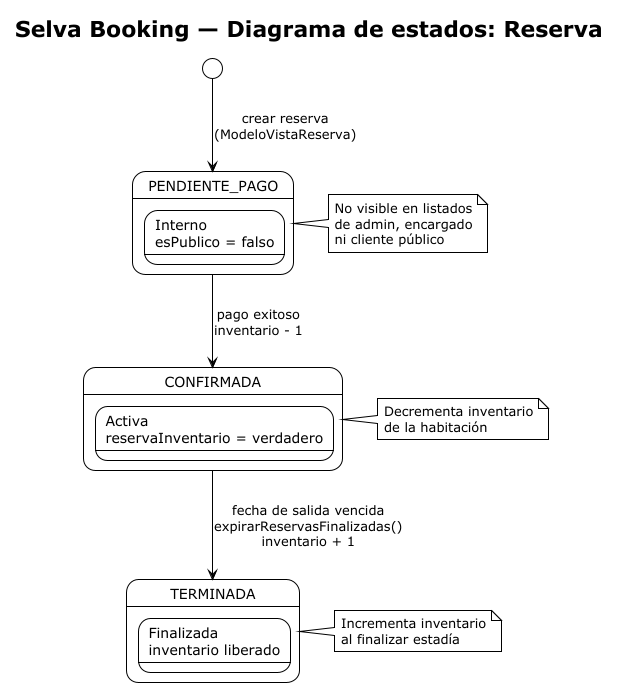 Selva Booking — Diagrama de estados: Reserva
crear reserva
(ModeloVistaReserva)
PENDIENTE_PAGO
Interno
esPublico = falso
No visible en listados
de admin, encargado
ni cliente público
pago exitoso
inventario - 1
CONFIRMADA
Activa
reservaInventario = verdadero
Decrementa inventario
de la habitación
fecha de salida vencida
expirarReservasFinalizadas()
inventario + 1
TERMINADA
Finalizada
inventario liberado
Incrementa inventario
al finalizar estadía